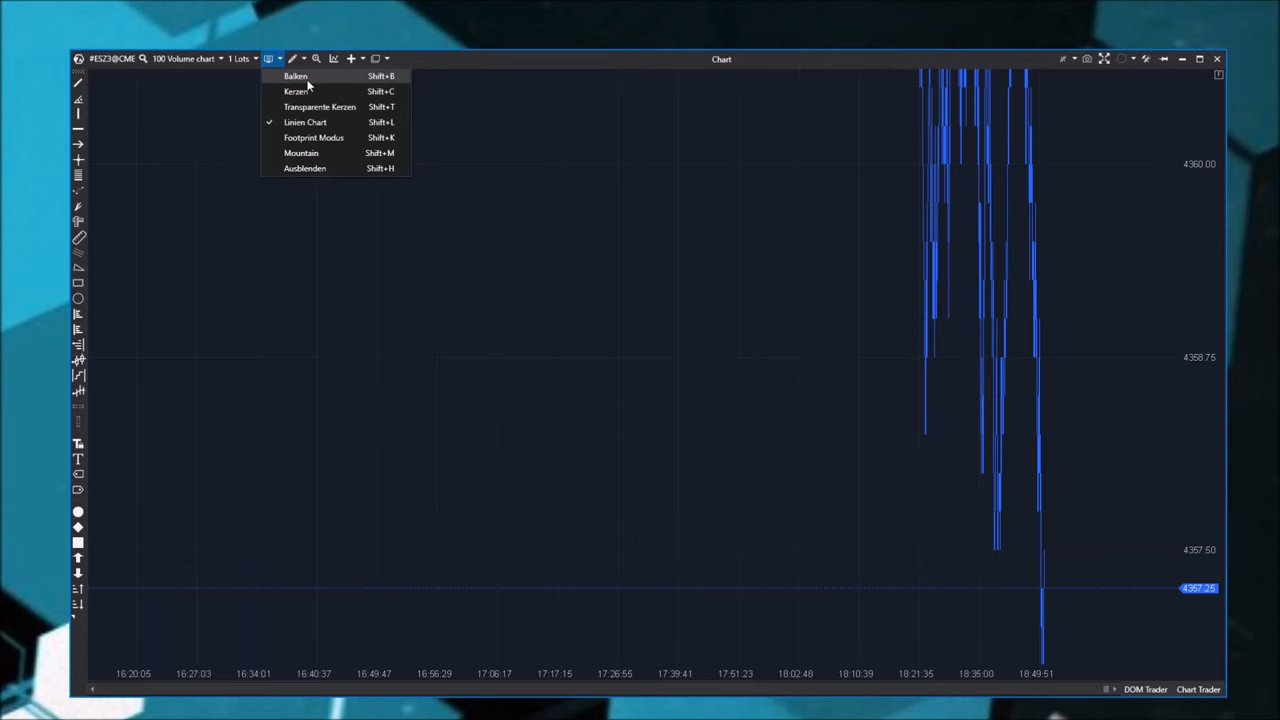 #ESZ3@CME 100 Volume chart 1 Lots Chart
Balken Shift+B
Kerzen Shift+C
Transparente Kerzen Shift+T
Linien Chart Shift+L
Footprint Modus Shift+K
Mountain Shift+M
Ausblenden Shift+H
F
4360.00
4358.75
4357.50
4357.25
16:20:05 16:27:03 16:34:01 16:40:37 16:49:47 16:56:29 17:06:17 17:17:15 17:26:55 17:39:41 17:51:23 18:02:48 18:10:39 18:21:35 18:35:00 18:49:51
DOM Trader Chart Trader